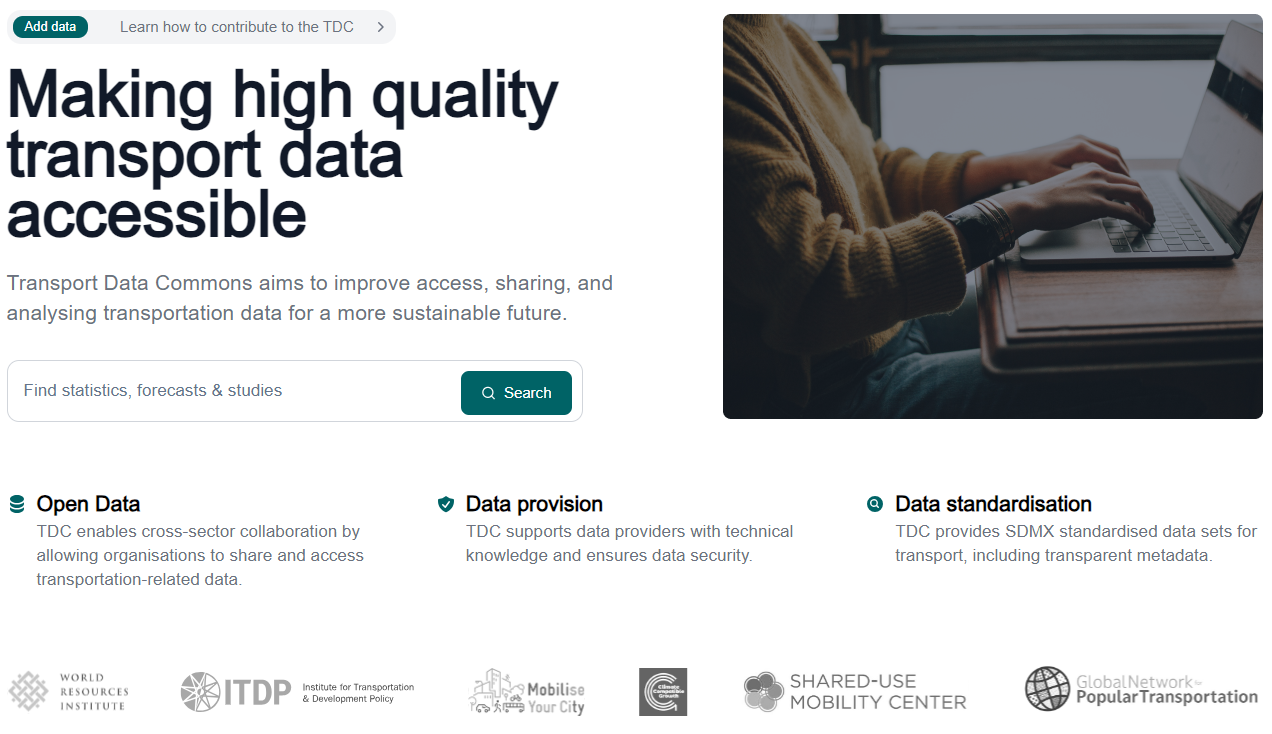 Add data
Learn how to contribute to the TDC
Making high quality
transport data
accessible
Transport Data Commons aims to improve access, sharing, and
analysing transportation data for a more sustainable future.
Find statistics, forecasts & studies
Search
Open Data
TDC enables cross-sector collaboration by
allowing organisations to share and access
transportation-related data.
Data provision
TDC supports data providers with technical
knowledge and ensures data security.
Data standardisation
TDC provides SDMX standardised data sets for
transport, including transparent metadata.
WORLD
RESOURCES
INSTITUTE
ITDP
Institute for Transportation
& Development Policy
Mobilise
Your City
Climate
Compatible
Growth
SHARED-USE
MOBILITY CENTER
GlobalNetwork
PopularTransportation